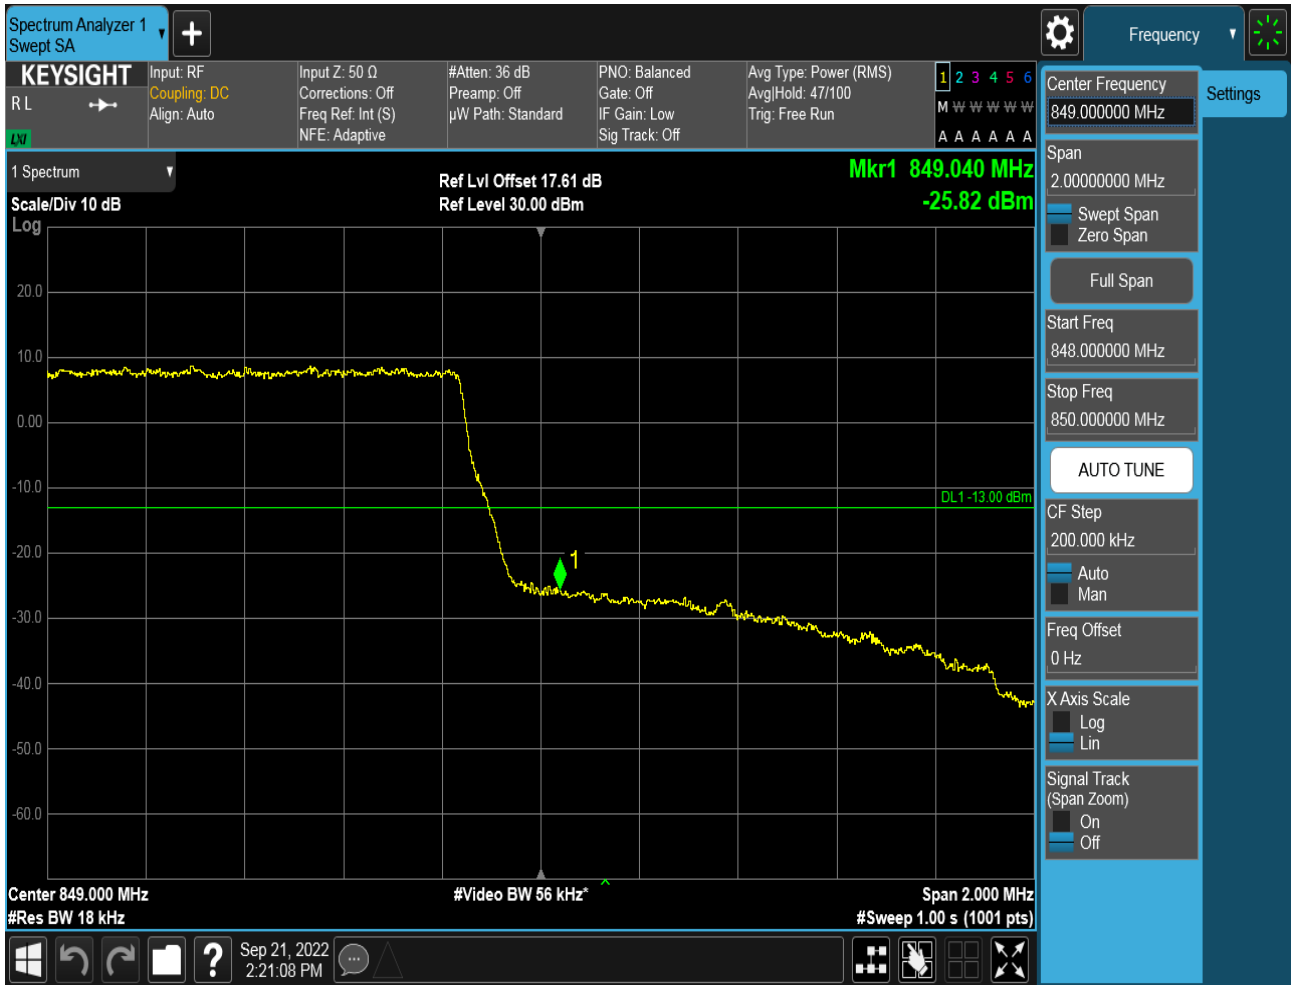 Spectrum Analyzer 1
Swept SA
Frequency
KEYSIGHT
R L
LXI
Input: RF
Coupling: DC
Align: Auto
Input Z: 50 Ω
Corrections: Off
Freq Ref: Int (S)
NFE: Adaptive
#Atten: 36 dB
Preamp: Off
µW Path: Standard
PNO: Balanced
Gate: Off
IF Gain: Low
Sig Track: Off
Avg Type: Power (RMS)
Avg|Hold: 47/100
Trig: Free Run
1 2 3 4 5 6
M W W W W W
A A A A A A
1 Spectrum
Scale/Div 10 dB
Log
Ref Lvl Offset 17.61 dB
Ref Level 30.00 dBm
Mkr1 849.040 MHz
-25.82 dBm
20.0
10.0
0.00
-10.0
-20.0
-30.0
-40.0
-50.0
-60.0
DL1 -13.00 dBm
1
Center 849.000 MHz
#Res BW 18 kHz
#Video BW 56 kHz*
Span 2.000 MHz
#Sweep 1.00 s (1001 pts)
Center Frequency
849.000000 MHz
Settings
Span
2.00000000 MHz
Swept Span
Zero Span
Full Span
Start Freq
848.000000 MHz
Stop Freq
850.000000 MHz
AUTO TUNE
CF Step
200.000 kHz
Auto
Man
Freq Offset
0 Hz
X Axis Scale
Log
Lin
Signal Track
(Span Zoom)
On
Off
?
Sep 21, 2022
2:21:08 PM